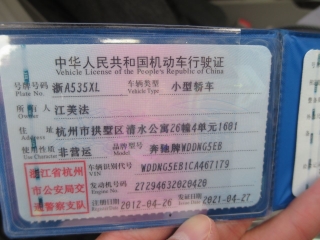 中华人民共和国机动车行驶证
Vehicle License of the People's Republic of China
号牌号码 浙A535XL 车辆类型 小型轿车
Plate No. Vehicle Type
所有人 江美法
Owner
住址 杭州市拱墅区清水公寓26幢4单元1601
Address
使用性质 非营运 品牌型号 奔驰牌WDDNG5EB
Use Character Model
浙江省杭州市公安局交通警察支队
车辆识别代号 WDDNG5EB1CA467179
VIN
发动机号码 27294632020420
Engine No.
注册日期 2012-04-26 发证日期 2021-04-27